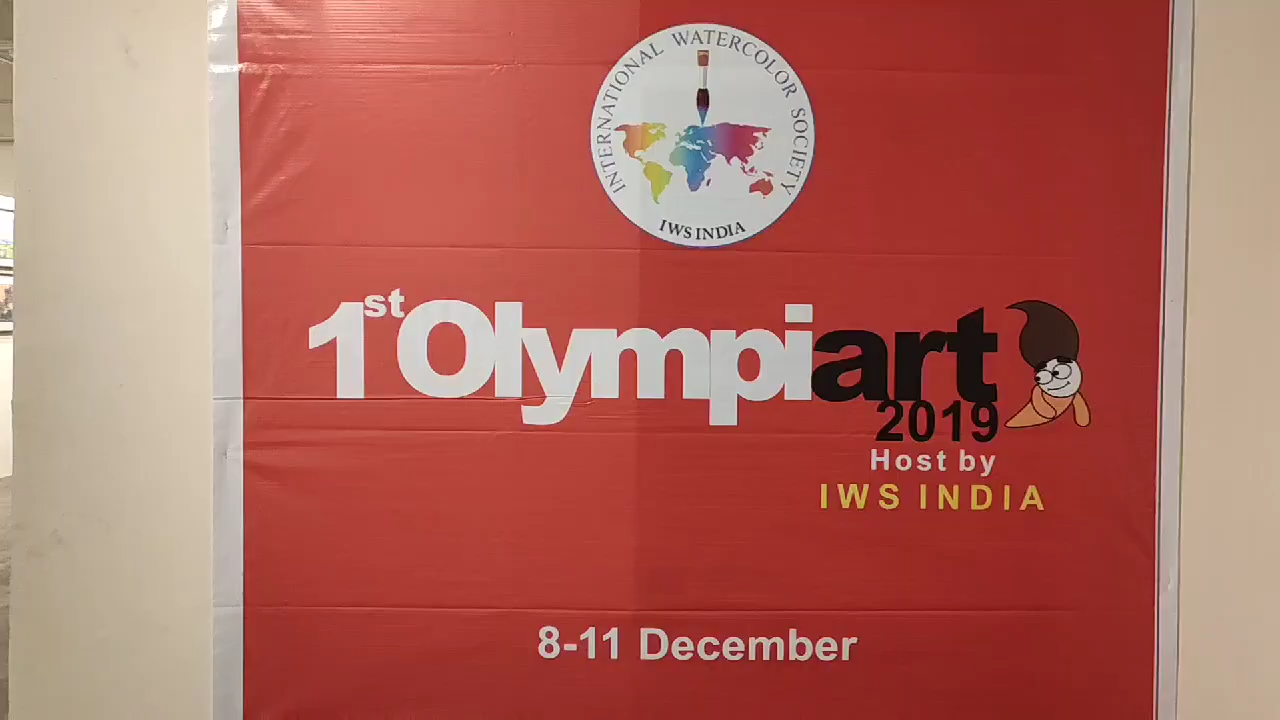 INTERNATIONAL WATERCOLOR SOCIETY
IWS INDIA
1st Olympiart
2019
Host by
IWS INDIA
8-11 December